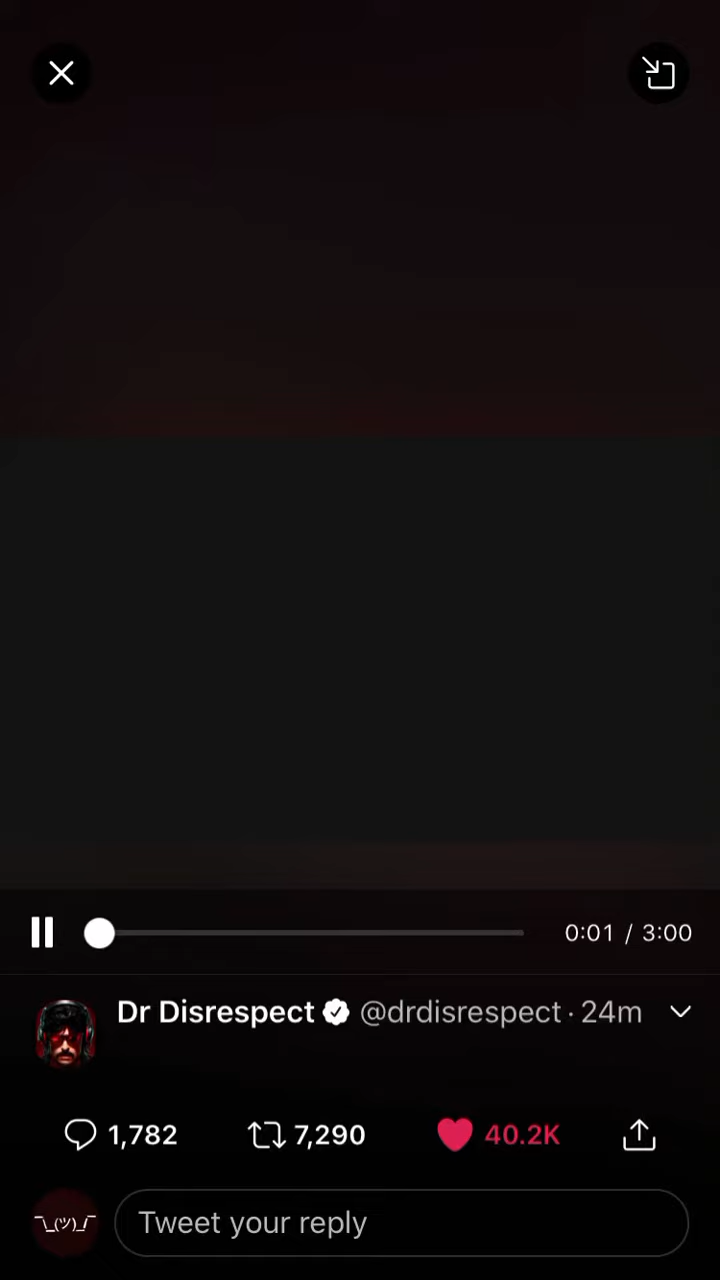 0:01 / 3:00
Dr Disrespect @drdisrespect · 24m
1,782 7,290 40.2K
¯\_(ツ)_/¯
Tweet your reply